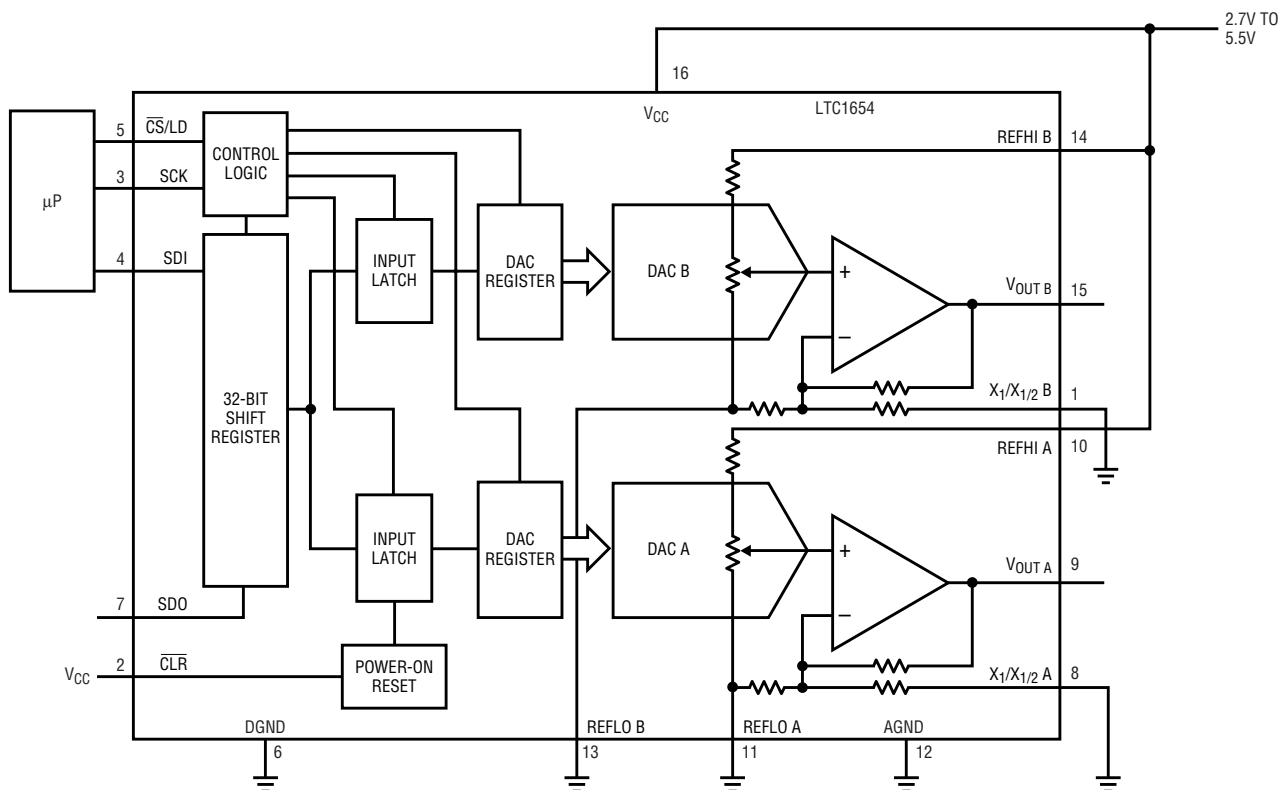 2.7V TO
5.5V
16
VCC
LTC1654
μP
5
CS/LD
3
SCK
4
SDI
CONTROL
LOGIC
32-BIT
SHIFT
REGISTER
INPUT
LATCH
DAC
REGISTER
DAC B
+
−
REFHI B
14
VOUT B
15
X1/X1/2 B
1
REFHI A
10
INPUT
LATCH
DAC
REGISTER
DAC A
+
−
VOUT A
9
X1/X1/2 A
8
7
SDO
VCC
2
CLR
POWER-ON
RESET
DGND
6
REFLO B
13
REFLO A
11
AGND
12